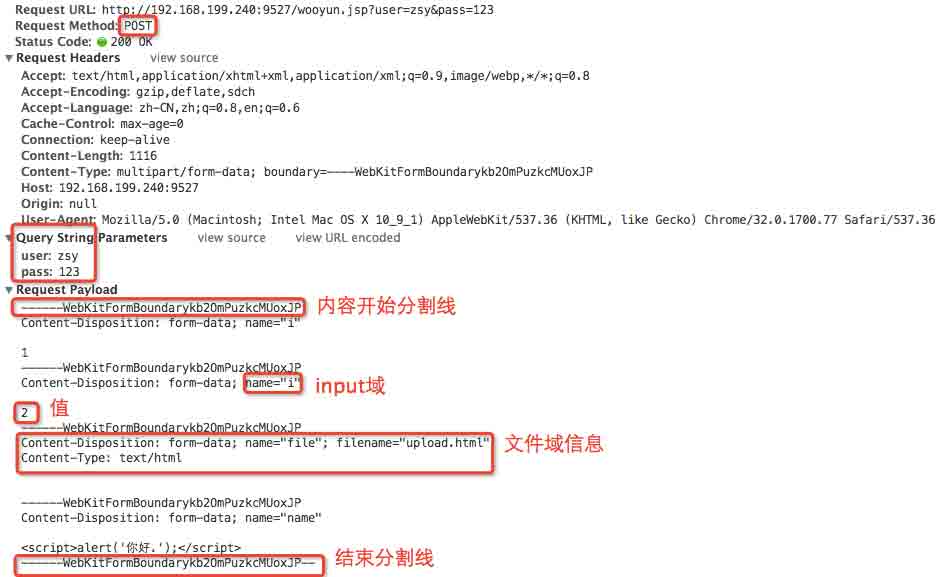 Request URL: http://192.168.199.240:9527/wooyun.jsp?user=zsy&pass=123
Request Method: POST
Status Code: 200 OK
Request Headers view source
Accept: text/html,application/xhtml+xml,application/xml;q=0.9,image/webp,*/*;q=0.8
Accept-Encoding: gzip,deflate,sdch
Accept-Language: zh-CN,zh;q=0.8,en;q=0.6
Cache-Control: max-age=0
Connection: keep-alive
Content-Length: 1116
Content-Type: multipart/form-data; boundary=----WebKitFormBoundarykb2OmPuzkcMUoxJP
Host: 192.168.199.240:9527
Origin: null
User-Agent: Mozilla/5.0 (Macintosh; Intel Mac OS X 10_9_1) AppleWebKit/537.36 (KHTML, like Gecko) Chrome/32.0.1700.77 Safari/537.36
Query String Parameters view source view URL encoded
user: zsy
pass: 123
Request Payload
------WebKitFormBoundarykb2OmPuzkcMUoxJP 内容开始分割线
Content-Disposition: form-data; name="i"
1
------WebKitFormBoundarykb2OmPuzkcMUoxJP
Content-Disposition: form-data; name="i" input域
2 值
------WebKitFormBoundarykb2OmPuzkcMUoxJP
Content-Disposition: form-data; name="file"; filename="upload.html" 文件域信息
Content-Type: text/html
------WebKitFormBoundarykb2OmPuzkcMUoxJP
Content-Disposition: form-data; name="name"
<script>alert('你好.');</script>
------WebKitFormBoundarykb2OmPuzkcMUoxJP-- 结束分割线